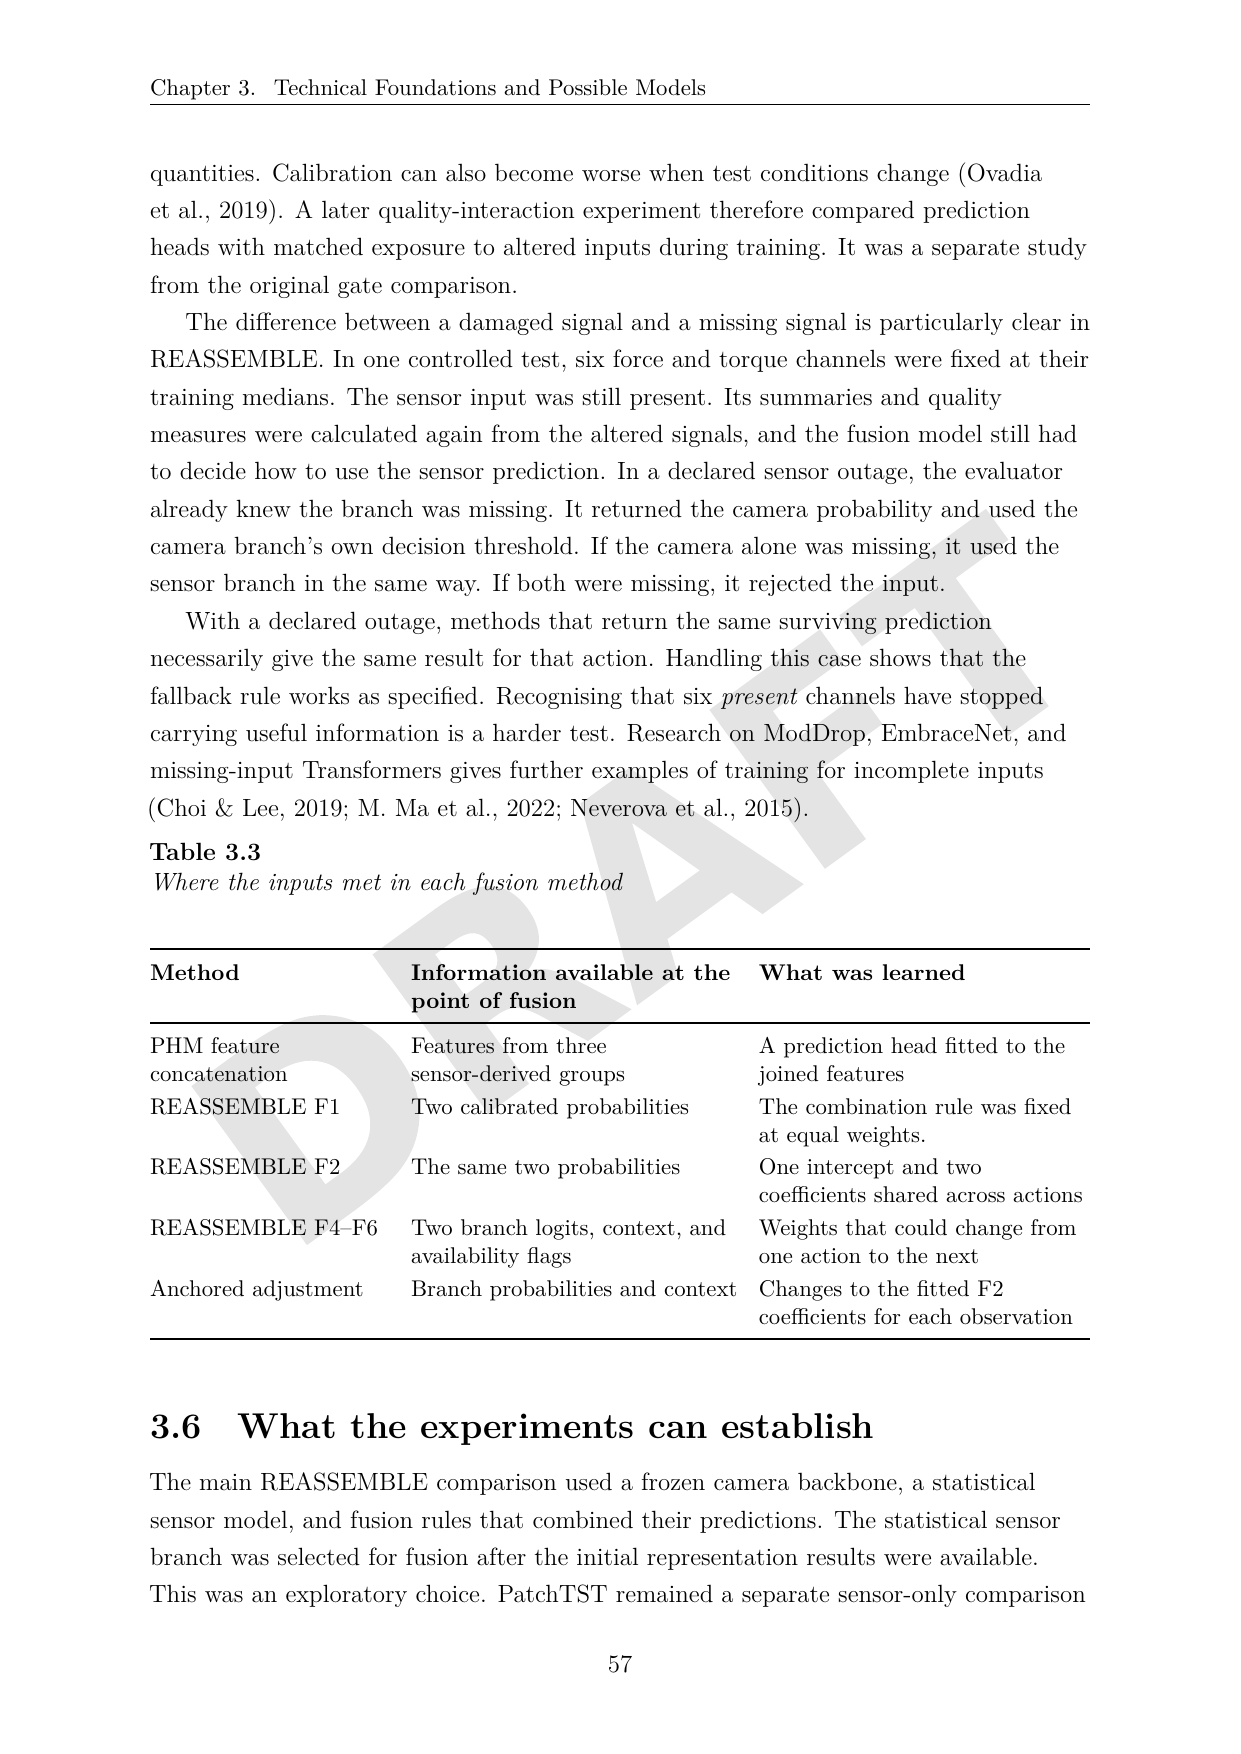 Chapter 3. Technical Foundations and Possible Models
quantities. Calibration can also become worse when test conditions change (Ovadia
et al., 2019). A later quality-interaction experiment therefore compared prediction
heads with matched exposure to altered inputs during training. It was a separate study
from the original gate comparison.
The difference between a damaged signal and a missing signal is particularly clear in
REASSEMBLE. In one controlled test, six force and torque channels were fixed at their
training medians. The sensor input was still present. Its summaries and quality
measures were calculated again from the altered signals, and the fusion model still had
to decide how to use the sensor prediction. In a declared sensor outage, the evaluator
already knew the branch was missing. It returned the camera probability and used the
camera branch's own decision threshold. If the camera alone was missing, it used the
sensor branch in the same way. If both were missing, it rejected the input.
With a declared outage, methods that return the same surviving prediction
necessarily give the same result for that action. Handling this case shows that the
fallback rule works as specified. Recognising that six present channels have stopped
carrying useful information is a harder test. Research on ModDrop, EmbraceNet, and
missing-input Transformers gives further examples of training for incomplete inputs
(Choi & Lee, 2019; M. Ma et al., 2022; Neverova et al., 2015).
Table 3.3
Where the inputs met in each fusion method
Method Information available at the What was learned
point of fusion
PHM feature Features from three A prediction head fitted to the
concatenation sensor-derived groups joined features
REASSEMBLE F1 Two calibrated probabilities The combination rule was fixed
at equal weights.
REASSEMBLE F2 The same two probabilities One intercept and two
coefficients shared across actions
REASSEMBLE F4–F6 Two branch logits, context, and Weights that could change from
availability flags one action to the next
Anchored adjustment Branch probabilities and context Changes to the fitted F2
coefficients for each observation
3.6 What the experiments can establish
The main REASSEMBLE comparison used a frozen camera backbone, a statistical
sensor model, and fusion rules that combined their predictions. The statistical sensor
branch was selected for fusion after the initial representation results were available.
This was an exploratory choice. PatchTST remained a separate sensor-only comparison
57
DRAFT